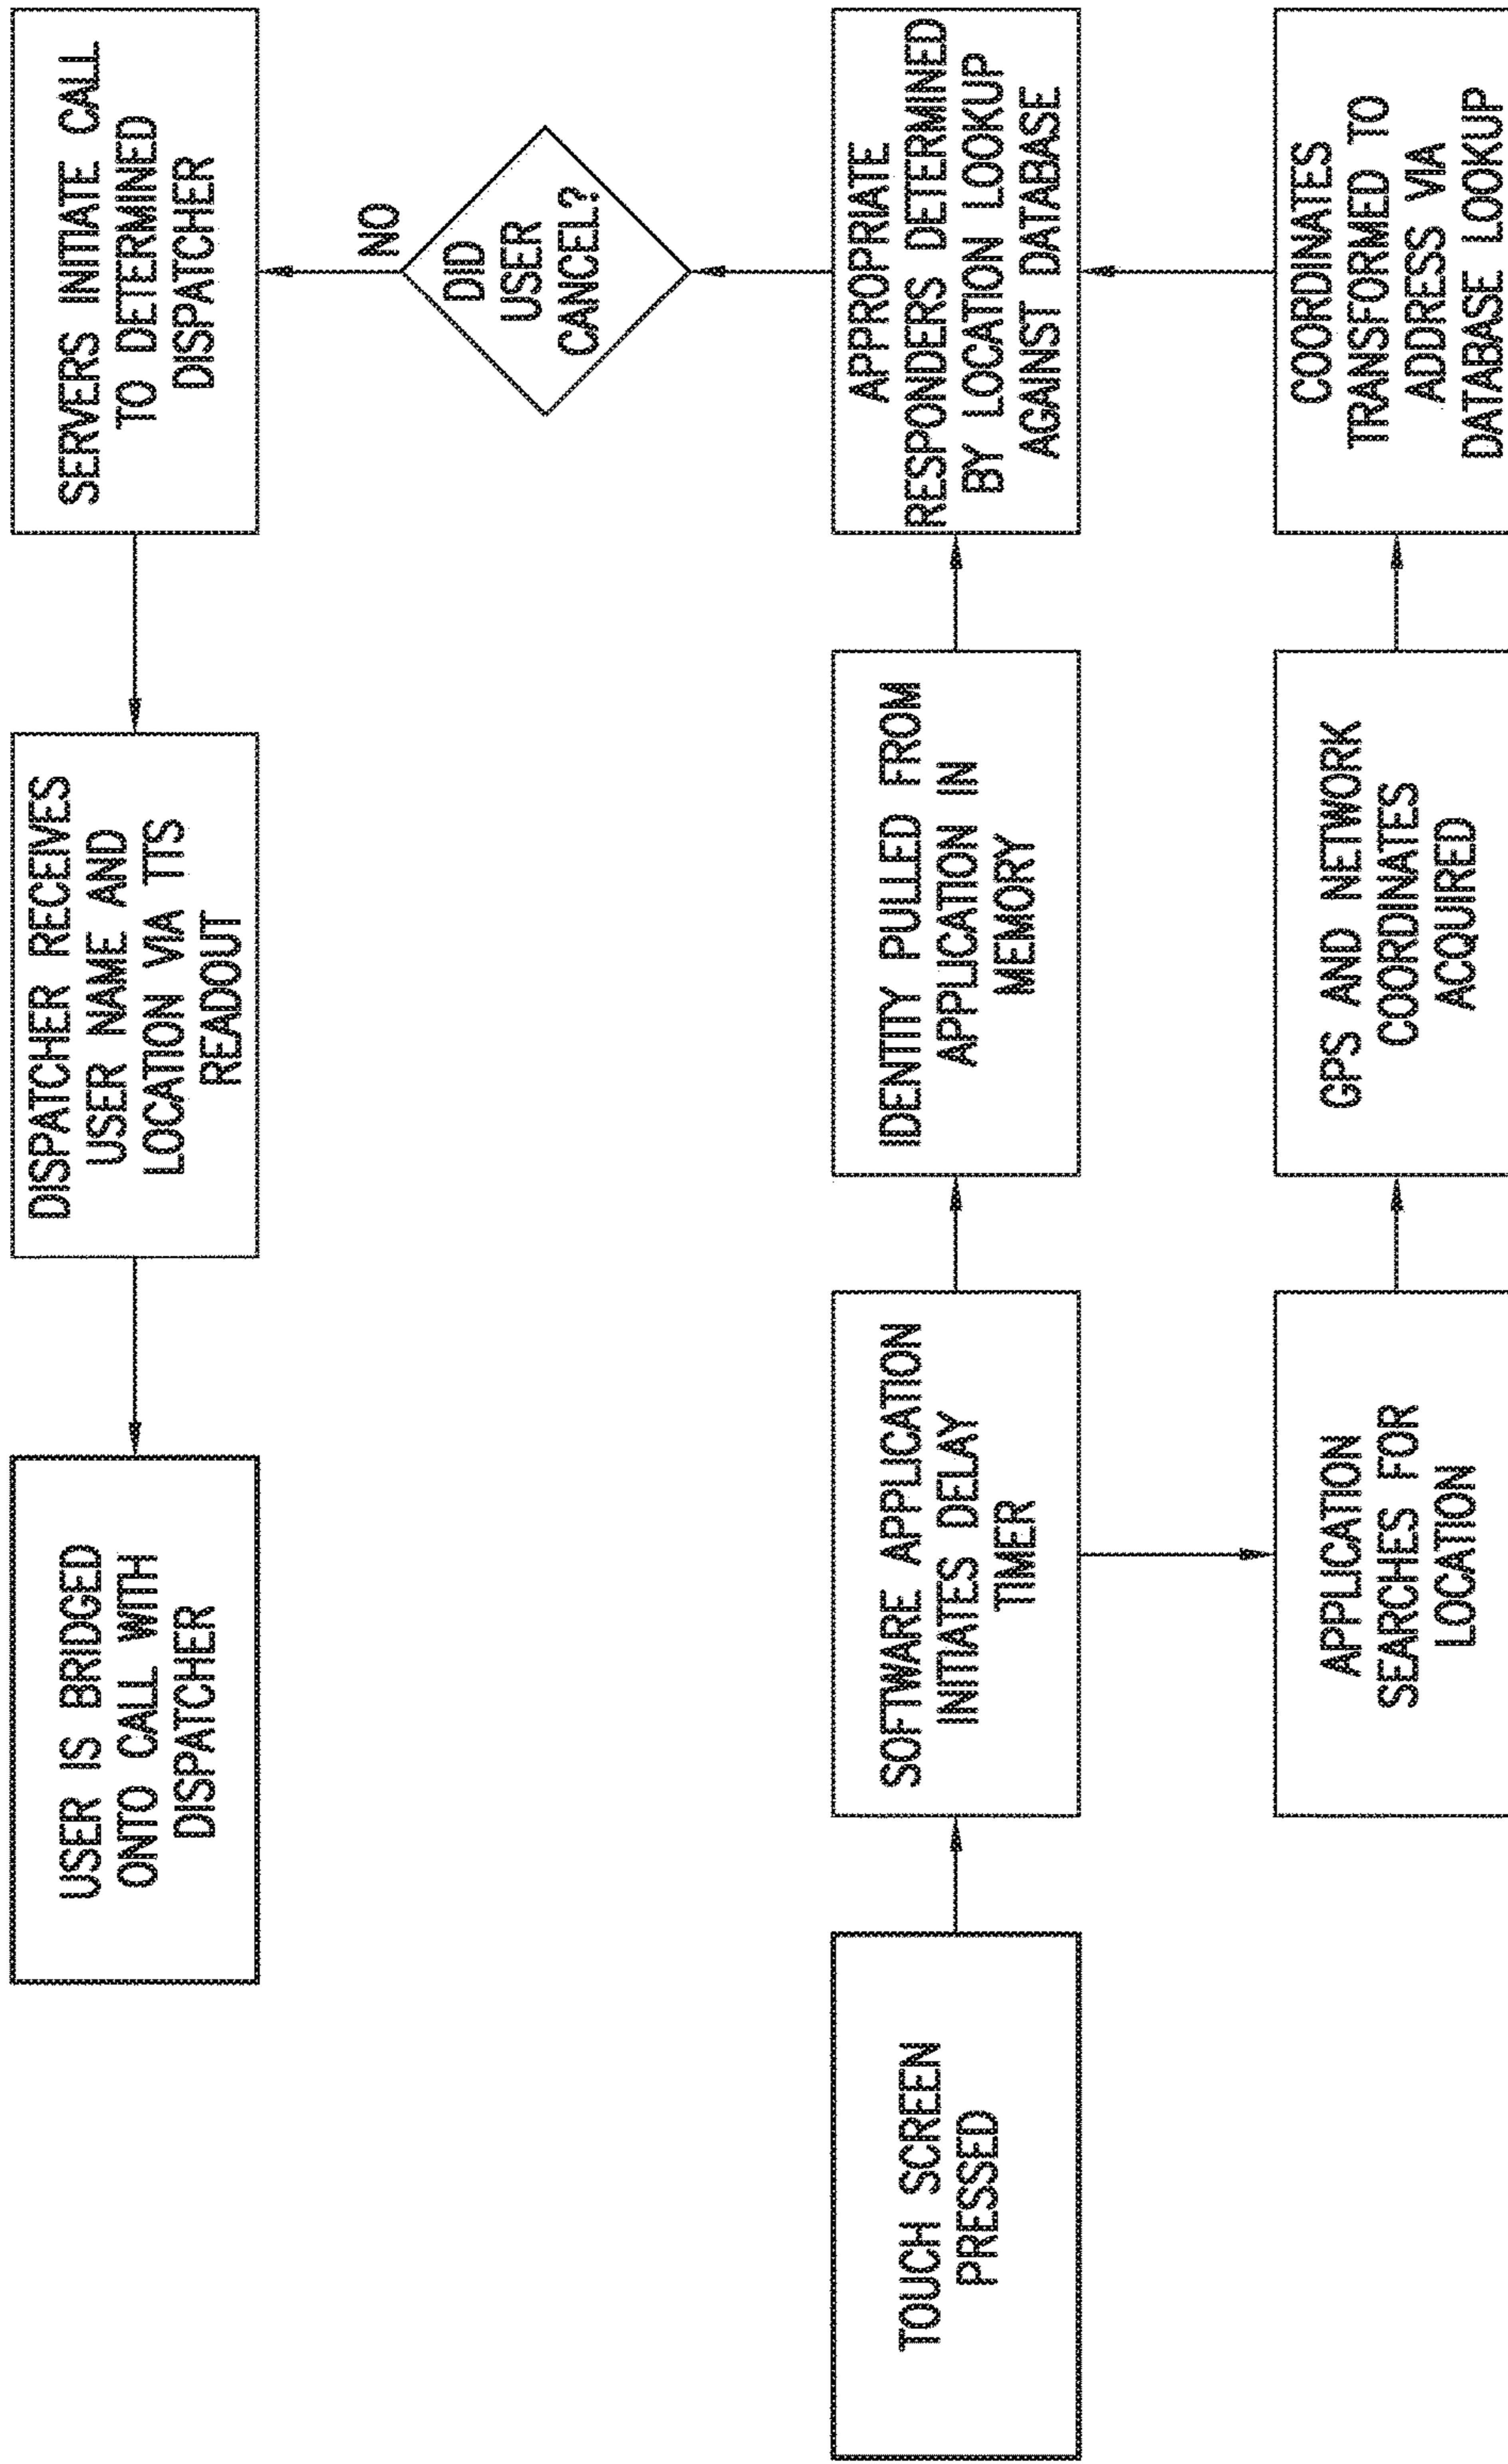 USER IS BRIDGED
ONTO CALL WITH
DISPATCHER
DISPATCHER RECEIVES
USER NAME AND
LOCATION VIA TTS
READOUT
SERVERS INITIATE CALL
TO DETERMINED
DISPATCHER
NO
DID
USER
CANCEL?
TOUCH SCREEN
PRESSED
SOFTWARE APPLICATION
INITIATES DELAY
TIMER
IDENTITY PULLED FROM
APPLICATION IN
MEMORY
APPROPRIATE
RESPONDERS DETERMINED
BY LOCATION LOOKUP
AGAINST DATABASE
APPLICATION
SEARCHES FOR
LOCATION
GPS AND NETWORK
COORDINATES
ACQUIRED
COORDINATES
TRANSFORMED TO
ADDRESS VIA
DATABASE LOOKUP